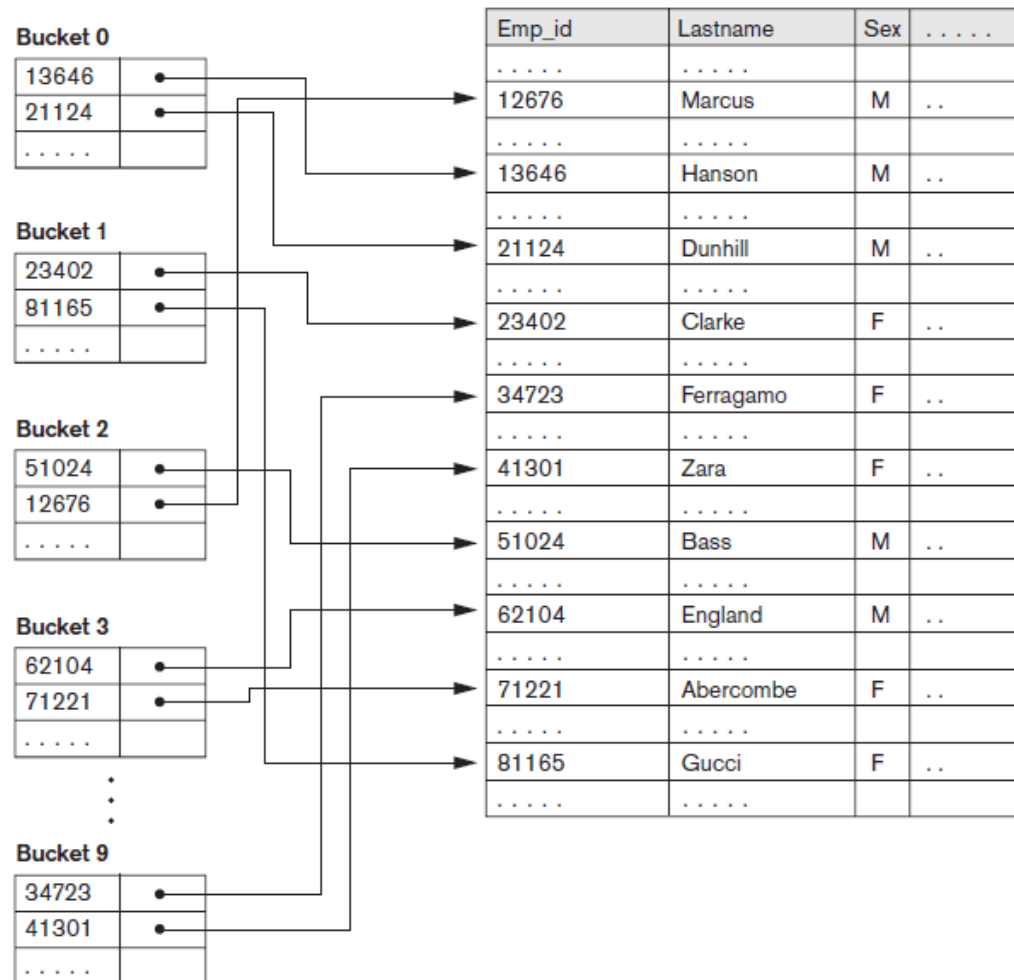 Bucket 0
13646
21124
. . . . .
Bucket 1
23402
81165
. . . . .
Bucket 2
51024
12676
. . . . .
Bucket 3
62104
71221
. . . . .
Bucket 9
34723
41301
. . . . .
Emp_id Lastname Sex . . . . .
. . . . . . . . . .
12676 Marcus M . .
. . . . . . . . . .
13646 Hanson M . .
. . . . . . . . . .
21124 Dunhill M . .
. . . . . . . . . .
23402 Clarke F . .
. . . . . . . . . .
34723 Ferragamo F . .
. . . . . . . . . .
41301 Zara F . .
. . . . . . . . . .
51024 Bass M . .
. . . . . . . . . .
62104 England M . .
. . . . . . . . . .
71221 Abercombe F . .
. . . . . . . . . .
81165 Gucci F . .
. . . . . . . . . .